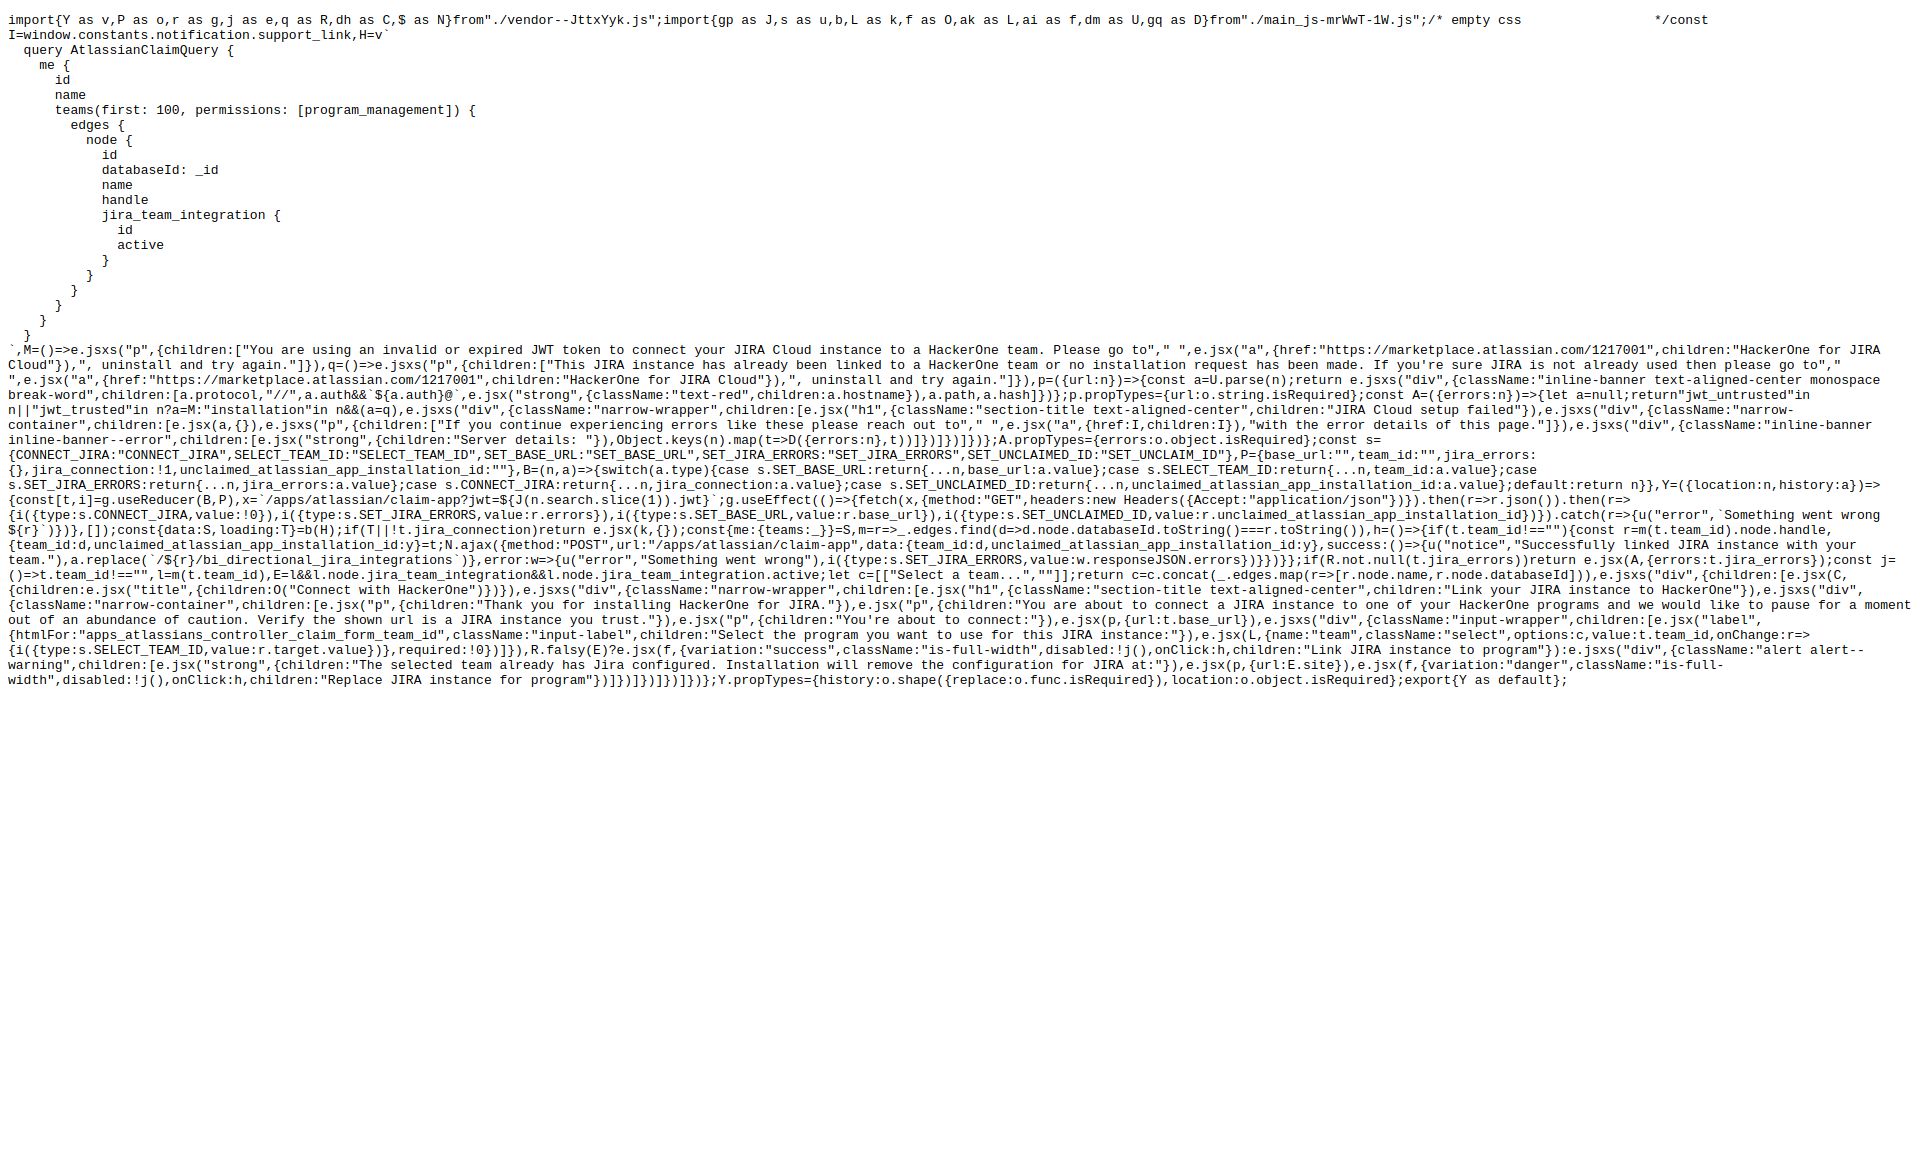 import{Y as v,P as o,r as g,j as e,q as R,dh as C,$ as N}from"./vendor--JttxYyk.js";import{gp as J,s as u,b,L as k,f as O,ak as L,ai as f,dm as U,gq as D}from"./main_js-mrWwT-1W.js";/* empty css                 */const
I=window.constants.notification.support_link,H=v`
  query AtlassianClaimQuery {
    me {
      id
      name
      teams(first: 100, permissions: [program_management]) {
        edges {
          node {
            id
            databaseId: _id
            name
            handle
            jira_team_integration {
              id
              active
            }
          }
        }
      }
    }
  }
`,M=()=>e.jsxs("p",{children:["You are using an invalid or expired JWT token to connect your JIRA Cloud instance to a HackerOne team. Please go to"," ",e.jsx("a",{href:"https://marketplace.atlassian.com/1217001",children:"HackerOne for JIRA
Cloud"}),", uninstall and try again."]}),q=()=>e.jsxs("p",{children:["This JIRA instance has already been linked to a HackerOne team or no installation request has been made. If you're sure JIRA is not already used then please go to","
",e.jsx("a",{href:"https://marketplace.atlassian.com/1217001",children:"HackerOne for JIRA Cloud"}),", uninstall and try again."]}),p=({url:n})=>{const a=U.parse(n);return e.jsxs("div",{className:"inline-banner text-aligned-center monospace
break-word",children:[a.protocol,"//",a.auth&&`${a.auth}@`,e.jsx("strong",{className:"text-red",children:a.hostname}),a.path,a.hash]})};p.propTypes={url:o.string.isRequired};const A=({errors:n})=>{let a=null;return"jwt_untrusted"in
n||"jwt_trusted"in n?a=M:"installation"in n&&(a=q),e.jsxs("div",{className:"narrow-wrapper",children:[e.jsx("h1",{className:"section-title text-aligned-center",children:"JIRA Cloud setup failed"}),e.jsxs("div",{className:"narrow-
container",children:[e.jsx(a,{}),e.jsxs("p",{children:["If you continue experiencing errors like these please reach out to"," ",e.jsx("a",{href:I,children:I}),"with the error details of this page."]}),e.jsxs("div",{className:"inline-banner
inline-banner--error",children:[e.jsx("strong",{children:"Server details: "}),Object.keys(n).map(t=>D({errors:n},t))]})]})]})};A.propTypes={errors:o.object.isRequired};const s=
{CONNECT_JIRA:"CONNECT_JIRA",SELECT_TEAM_ID:"SELECT_TEAM_ID",SET_BASE_URL:"SET_BASE_URL",SET_JIRA_ERRORS:"SET_JIRA_ERRORS",SET_UNCLAIMED_ID:"SET_UNCLAIM_ID"},P={base_url:"",team_id:"",jira_errors:
{},jira_connection:!1,unclaimed_atlassian_app_installation_id:""},B=(n,a)=>{switch(a.type){case s.SET_BASE_URL:return{...n,base_url:a.value};case s.SELECT_TEAM_ID:return{...n,team_id:a.value};case
s.SET_JIRA_ERRORS:return{...n,jira_errors:a.value};case s.CONNECT_JIRA:return{...n,jira_connection:a.value};case s.SET_UNCLAIMED_ID:return{...n,unclaimed_atlassian_app_installation_id:a.value};default:return n}},Y=({location:n,history:a})=>
{const[t,i]=g.useReducer(B,P),x=`/apps/atlassian/claim-app?jwt=${J(n.search.slice(1)).jwt}`;g.useEffect(()=>{fetch(x,{method:"GET",headers:new Headers({Accept:"application/json"})}).then(r=>r.json()).then(r=>
{i({type:s.CONNECT_JIRA,value:!0}),i({type:s.SET_JIRA_ERRORS,value:r.errors}),i({type:s.SET_BASE_URL,value:r.base_url}),i({type:s.SET_UNCLAIMED_ID,value:r.unclaimed_atlassian_app_installation_id})}).catch(r=>{u("error",`Something went wrong
${r}`)})},[]);const{data:S,loading:T}=b(H);if(T||!t.jira_connection)return e.jsx(k,{});const{me:{teams:_}}=S,m=r=>_.edges.find(d=>d.node.databaseId.toString()===r.toString()),h=()=>{if(t.team_id!==""){const r=m(t.team_id).node.handle,
{team_id:d,unclaimed_atlassian_app_installation_id:y}=t;N.ajax({method:"POST",url:"/apps/atlassian/claim-app",data:{team_id:d,unclaimed_atlassian_app_installation_id:y},success:()=>{u("notice","Successfully linked JIRA instance with your
team."),a.replace(`/${r}/bi_directional_jira_integrations`)},error:w=>{u("error","Something went wrong"),i({type:s.SET_JIRA_ERRORS,value:w.responseJSON.errors})}})}};if(R.not.null(t.jira_errors))return e.jsx(A,{errors:t.jira_errors});const j=
()=>t.team_id!=="",l=m(t.team_id),E=l&&l.node.jira_team_integration&&l.node.jira_team_integration.active;let c=[["Select a team...",""]];return c=c.concat(_.edges.map(r=>[r.node.name,r.node.databaseId])),e.jsxs("div",{children:[e.jsx(C,
{children:e.jsx("title",{children:O("Connect with HackerOne")})}),e.jsxs("div",{className:"narrow-wrapper",children:[e.jsx("h1",{className:"section-title text-aligned-center",children:"Link your JIRA instance to HackerOne"}),e.jsxs("div",
{className:"narrow-container",children:[e.jsx("p",{children:"Thank you for installing HackerOne for JIRA."}),e.jsx("p",{children:"You are about to connect a JIRA instance to one of your HackerOne programs and we would like to pause for a moment
out of an abundance of caution. Verify the shown url is a JIRA instance you trust."}),e.jsx("p",{children:"You're about to connect:"}),e.jsx(p,{url:t.base_url}),e.jsxs("div",{className:"input-wrapper",children:[e.jsx("label",
{htmlFor:"apps_atlassians_controller_claim_form_team_id",className:"input-label",children:"Select the program you want to use for this JIRA instance:"}),e.jsx(L,{name:"team",className:"select",options:c,value:t.team_id,onChange:r=>
{i({type:s.SELECT_TEAM_ID,value:r.target.value})},required:!0})]}),R.falsy(E)?e.jsx(f,{variation:"success",className:"is-full-width",disabled:!j(),onClick:h,children:"Link JIRA instance to program"}):e.jsxs("div",{className:"alert alert--
warning",children:[e.jsx("strong",{children:"The selected team already has Jira configured. Installation will remove the configuration for JIRA at:"}),e.jsx(p,{url:E.site}),e.jsx(f,{variation:"danger",className:"is-full-
width",disabled:!j(),onClick:h,children:"Replace JIRA instance for program"})]})]})]})]})};Y.propTypes={history:o.shape({replace:o.func.isRequired}),location:o.object.isRequired};export{Y as default};